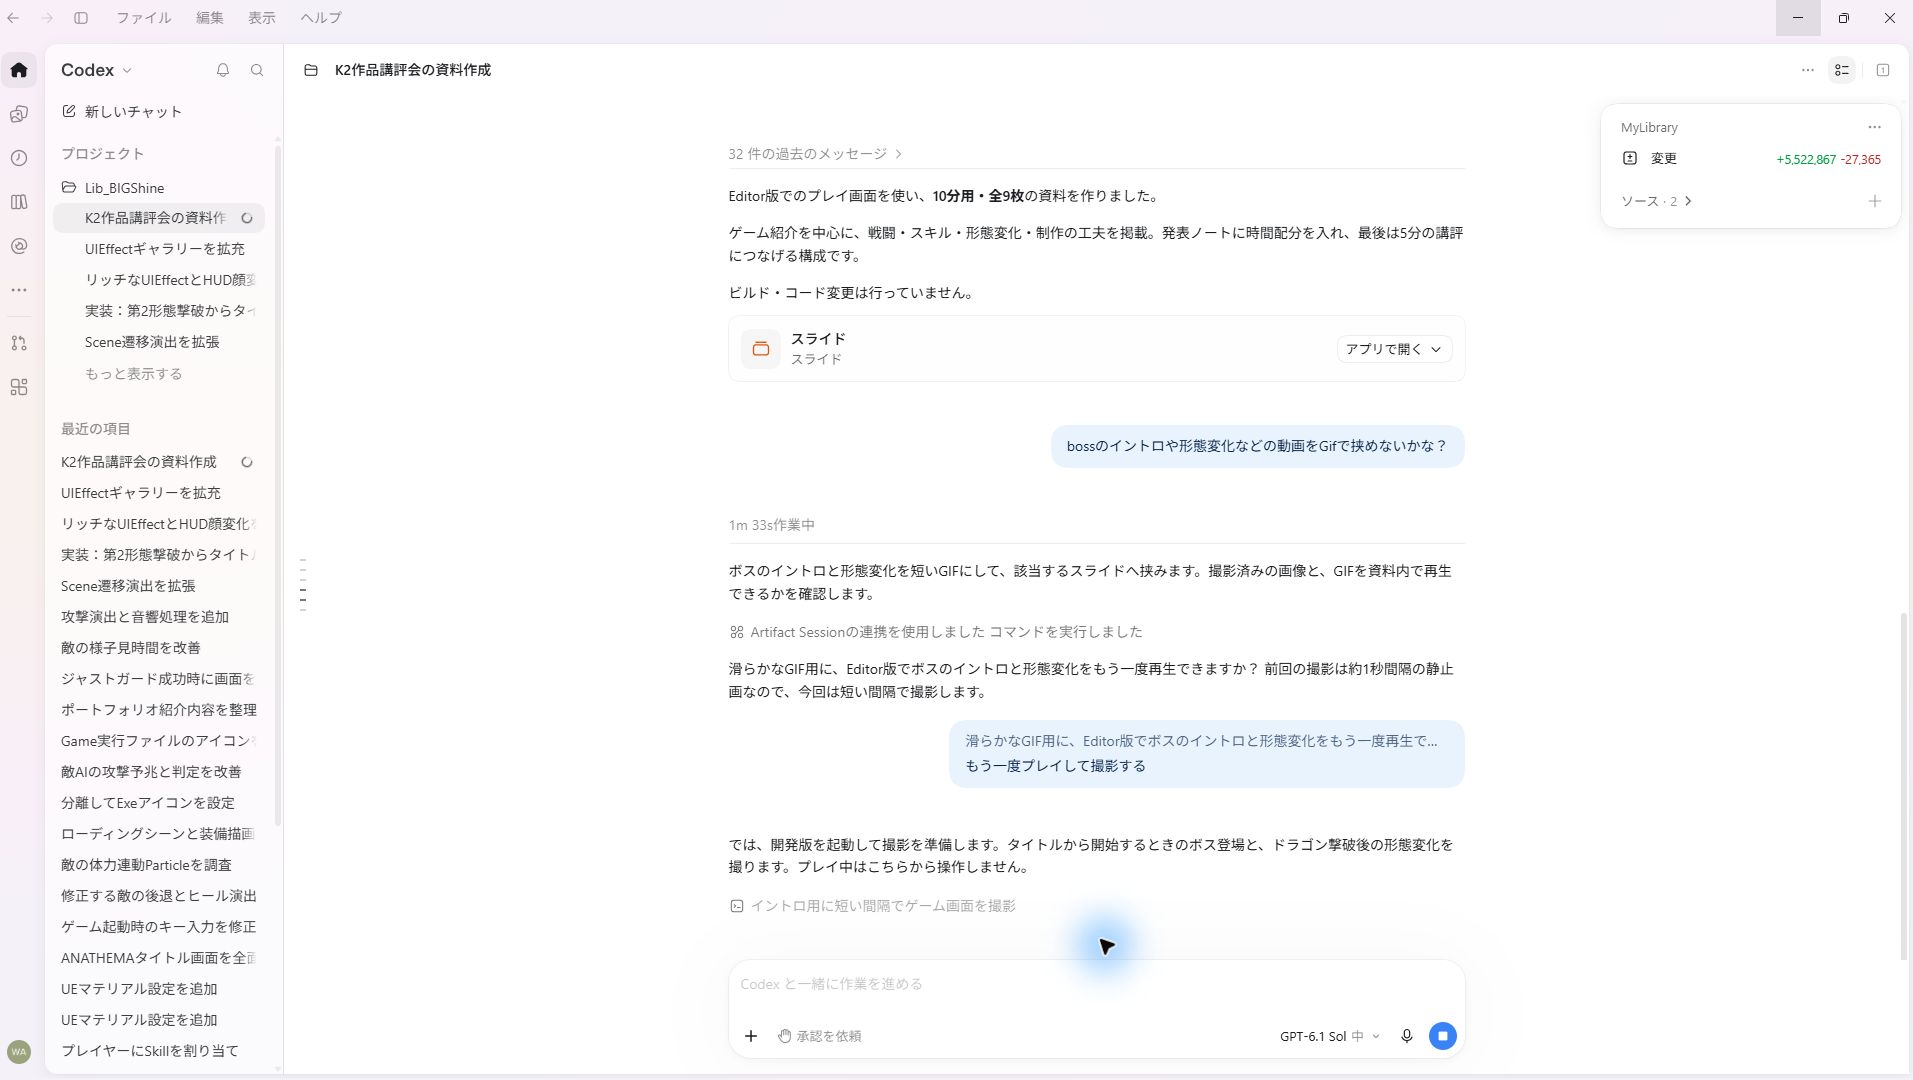 ファイル 編集 表示 ヘルプ
Codex
新しいチャット
プロジェクト
Lib_BIGShine
K2作品講評会の資料作
UIEffectギャラリーを拡充
リッチなUIEffectとHUD顔変
実装：第2形態撃破からタイ
Scene遷移演出を拡張
もっと表示する
最近の項目
K2作品講評会の資料作成
UIEffectギャラリーを拡充
リッチなUIEffectとHUD顔変化を
実装：第2形態撃破からタイトル
Scene遷移演出を拡張
攻撃演出と音響処理を追加
敵の様子見時間を改善
ジャストガード成功時に画面を
ポートフォリオ紹介内容を整理
Game実行ファイルのアイコンを
敵AIの攻撃予兆と判定を改善
分離してExeアイコンを設定
ローディングシーンと装備描画
敵の体力連動Particleを調査
修正する敵の後退とヒール演出
ゲーム起動時のキー入力を修正
ANATHEMAタイトル画面を全面
UEマテリアル設定を追加
UEマテリアル設定を追加
プレイヤーにSkillを割り当て
WA
K2作品講評会の資料作成
32 件の過去のメッセージ
Editor版でのプレイ画面を使い、10分用・全9枚の資料を作りました。
ゲーム紹介を中心に、戦闘・スキル・形態変化・制作の工夫を掲載。発表ノートに時間配分を入れ、最後は5分の講評
につなげる構成です。
ビルド・コード変更は行っていません。
スライド
スライド
アプリで開く
bossのイントロや形態変化などの動画をGifで挟めないかな？
1m 33s作業中
ボスのイントロと形態変化を短いGIFにして、該当するスライドへ挟みます。撮影済みの画像と、GIFを資料内で再生
できるかを確認します。
Artifact Sessionの連携を使用しました コマンドを実行しました
滑らかなGIF用に、Editor版でボスのイントロと形態変化をもう一度再生できますか？ 前回の撮影は約1秒間隔の静止
画なので、今回は短い間隔で撮影します。
滑らかなGIF用に、Editor版でボスのイントロと形態変化をもう一度再生で...
もう一度プレイして撮影する
では、開発版を起動して撮影を準備します。タイトルから開始するときのボス登場と、ドラゴン撃破後の形態変化を
撮ります。プレイ中はこちらから操作しません。
イントロ用に短い間隔でゲーム画面を撮影
Codex と一緒に作業を進める
承認を依頼
GPT-6.1 Sol 中
1
MyLibrary
変更 +5,522,867 -27,365
ソース · 2